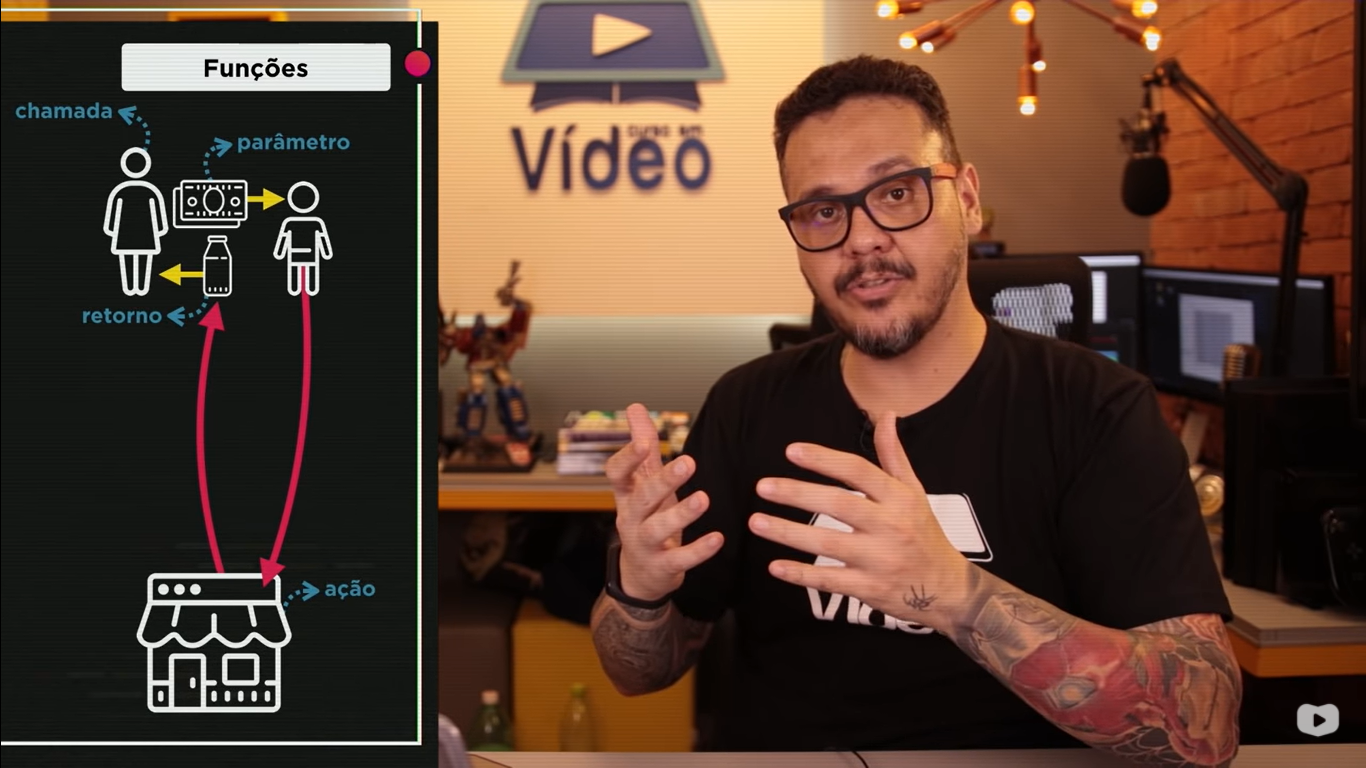 Funções
chamada
parâmetro
retorno
ação
curso em
Vídeo
Víde